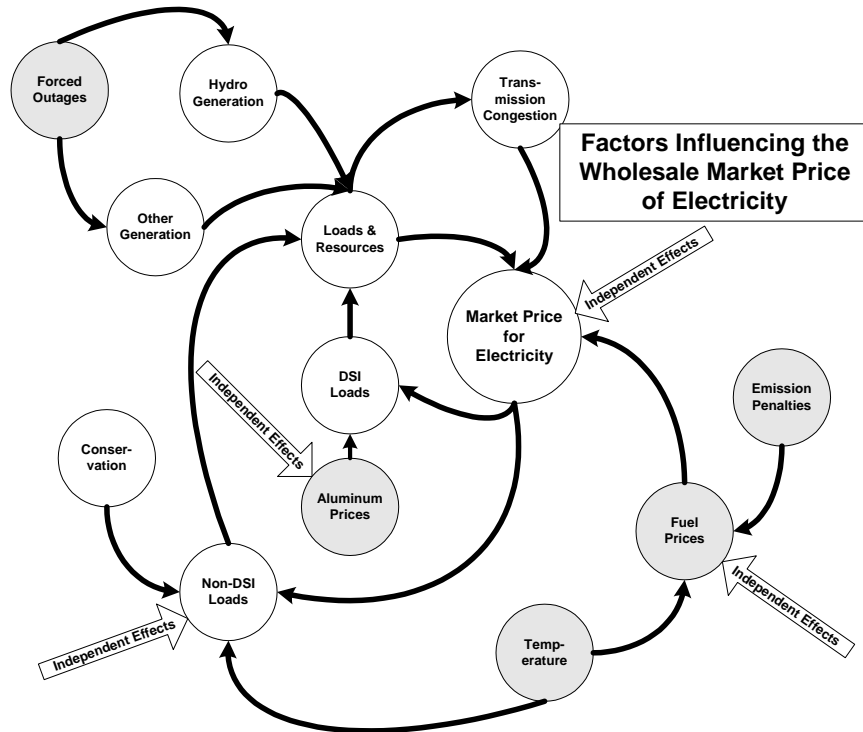 Forced
Outages
Hydro
Generation
Trans-
mission
Congestion
Factors Influencing the
Wholesale Market Price
of Electricity
Other
Generation
Loads &
Resources
Independent Effects
Market Price
for
Electricity
DSI
Loads
Independent Effects
Emission
Penalties
Conser-
vation
Aluminum
Prices
Fuel
Prices
Non-DSI
Loads
Independent Effects
Independent Effects
Temp-
erature